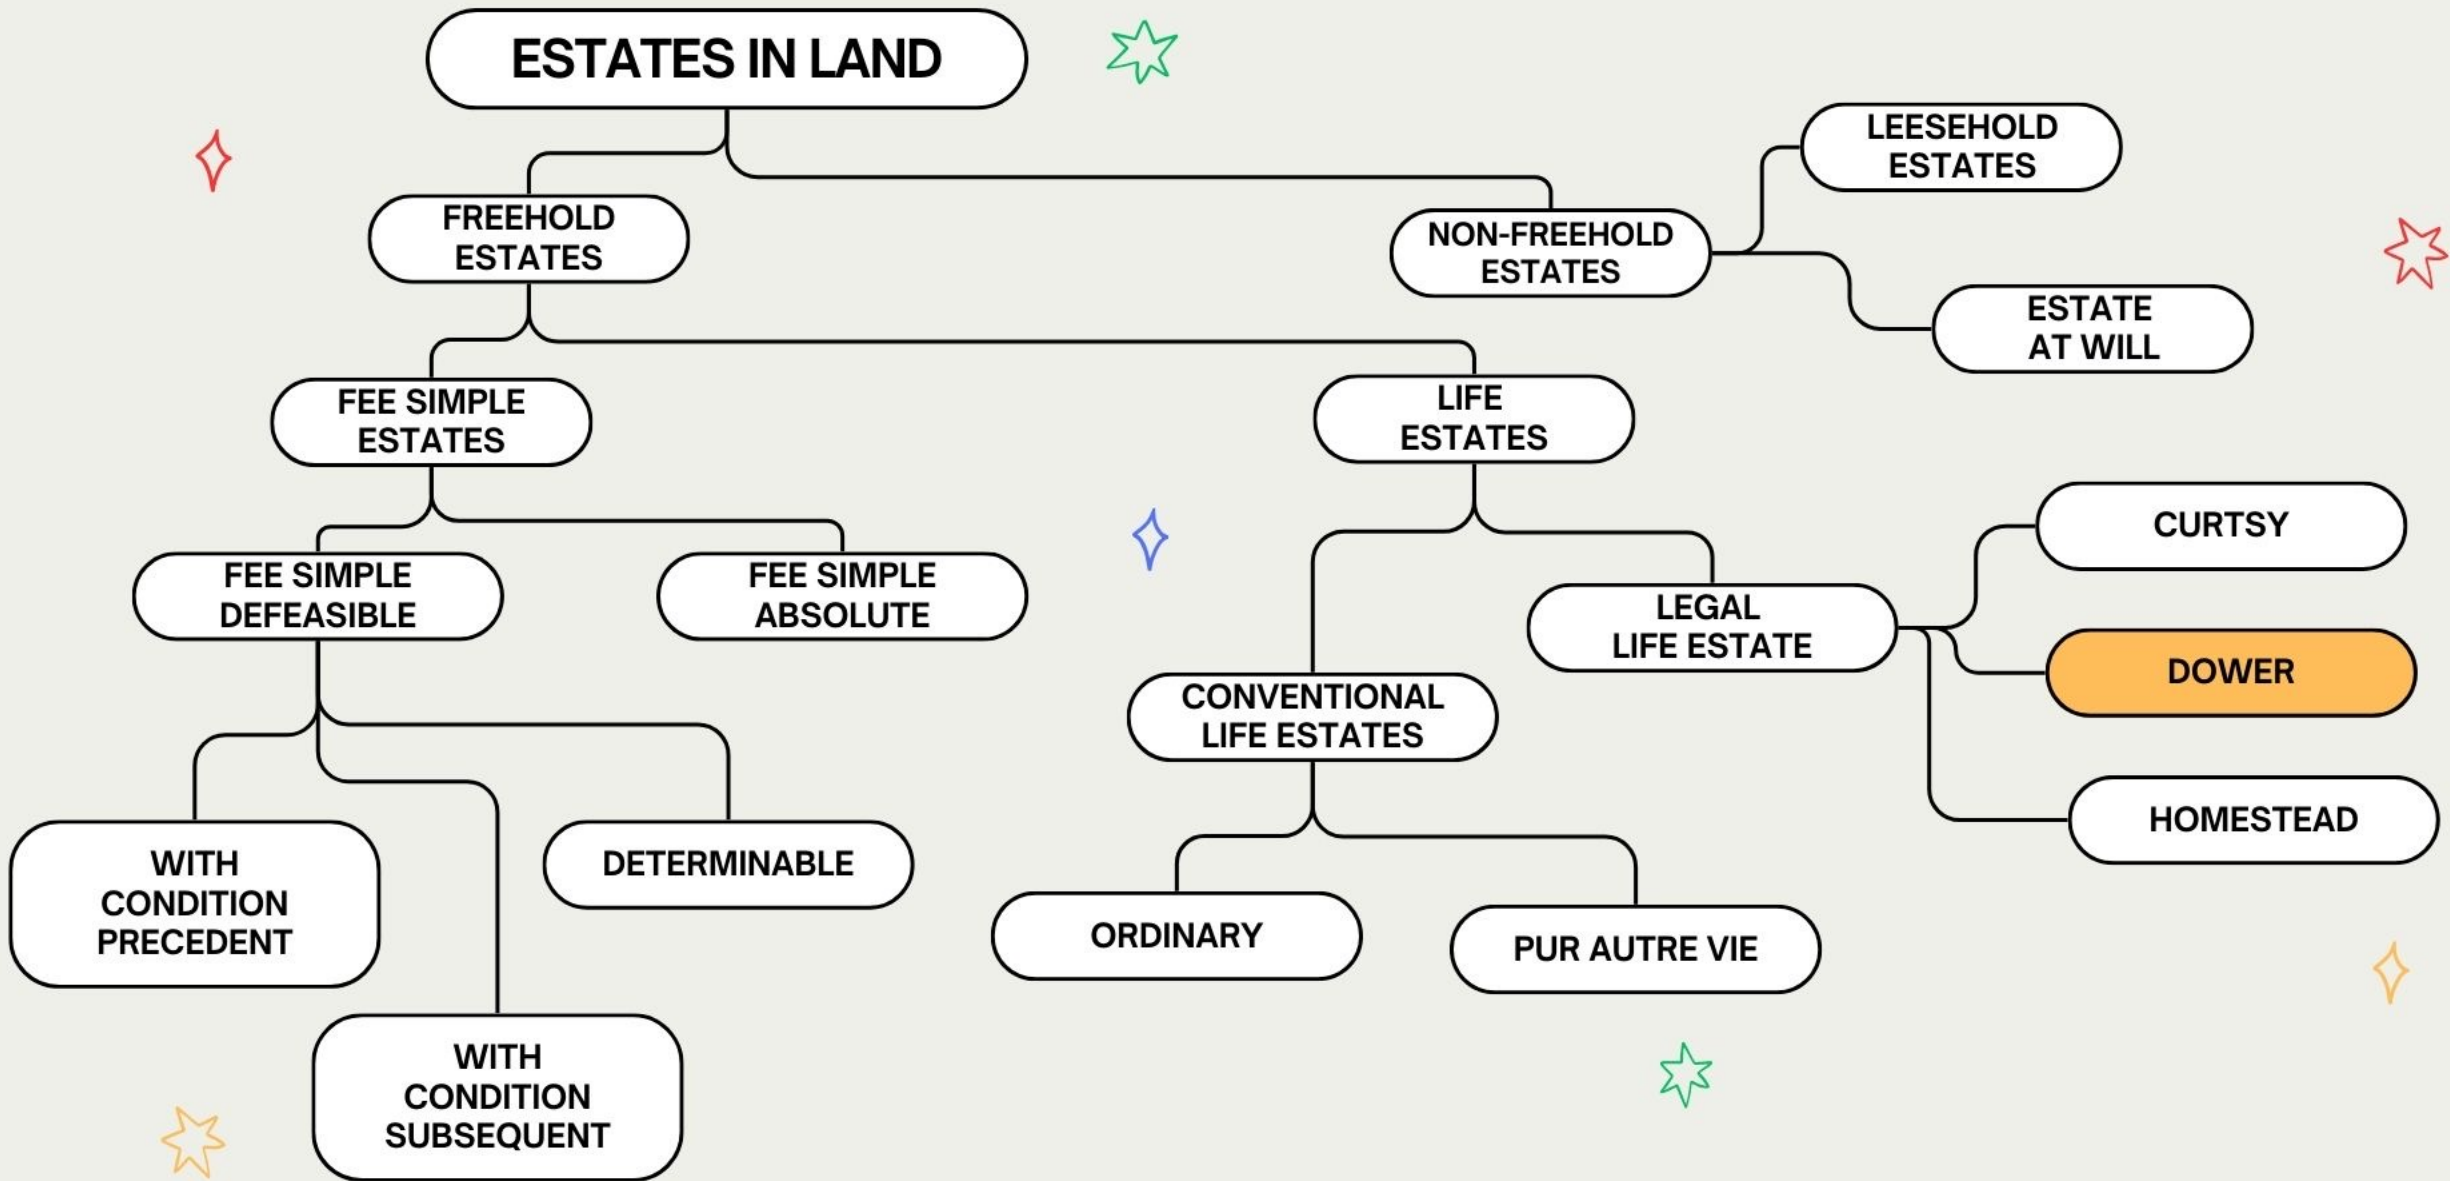 ESTATES IN LAND
LEESEHOLD
ESTATES
FREEHOLD
ESTATES
NON-FREEHOLD
ESTATES
ESTATE
AT WILL
FEE SIMPLE
ESTATES
LIFE
ESTATES
CURTSY
FEE SIMPLE
DEFEASIBLE
FEE SIMPLE
ABSOLUTE
LEGAL
LIFE ESTATE
DOWER
CONVENTIONAL
LIFE ESTATES
HOMESTEAD
WITH
CONDITION
PRECEDENT
DETERMINABLE
ORDINARY
PUR AUTRE VIE
WITH
CONDITION
SUBSEQUENT